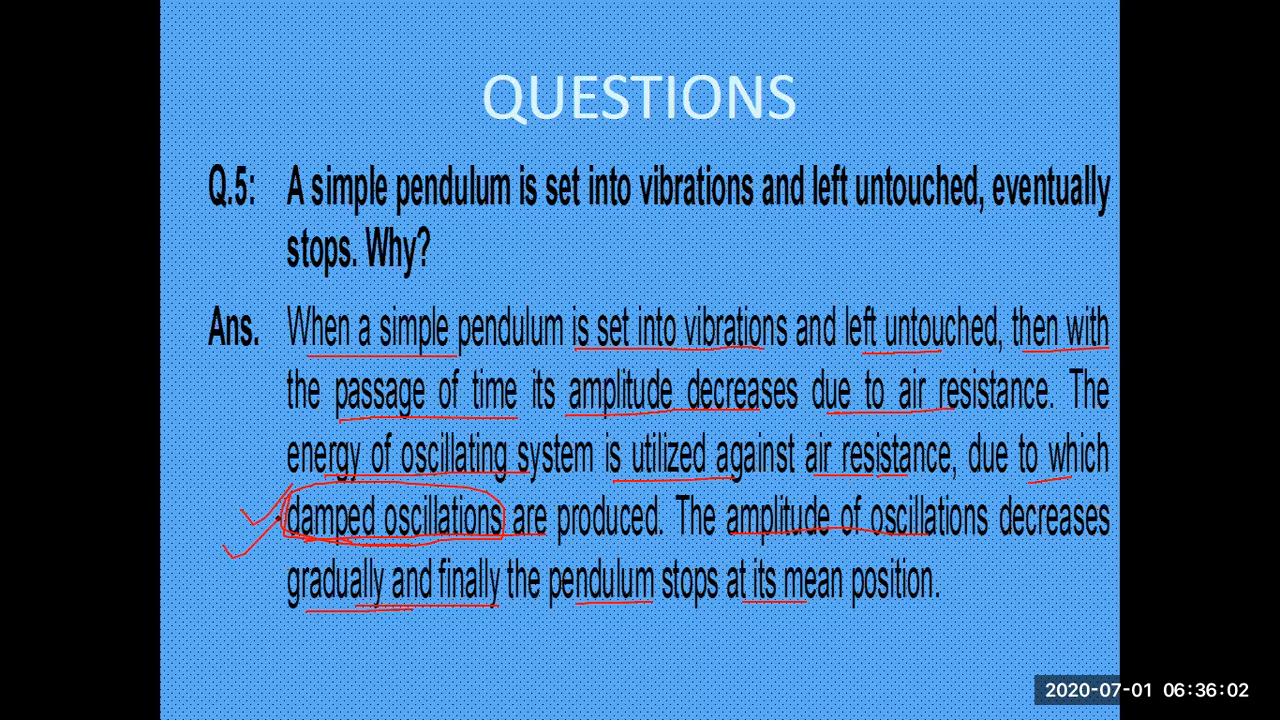 QUESTIONS
Q.5: A simple pendulum is set into vibrations and left untouched, eventually
stops. Why?
Ans. When a simple pendulum is set into vibrations and left untouched, then with
the passage of time its amplitude decreases due to air resistance. The
energy of oscillating system is utilized against air resistance, due to which
damped oscillations are produced. The amplitude of oscillations decreases
gradually and finally the pendulum stops at its mean position.
2020-07-01 06:36:02